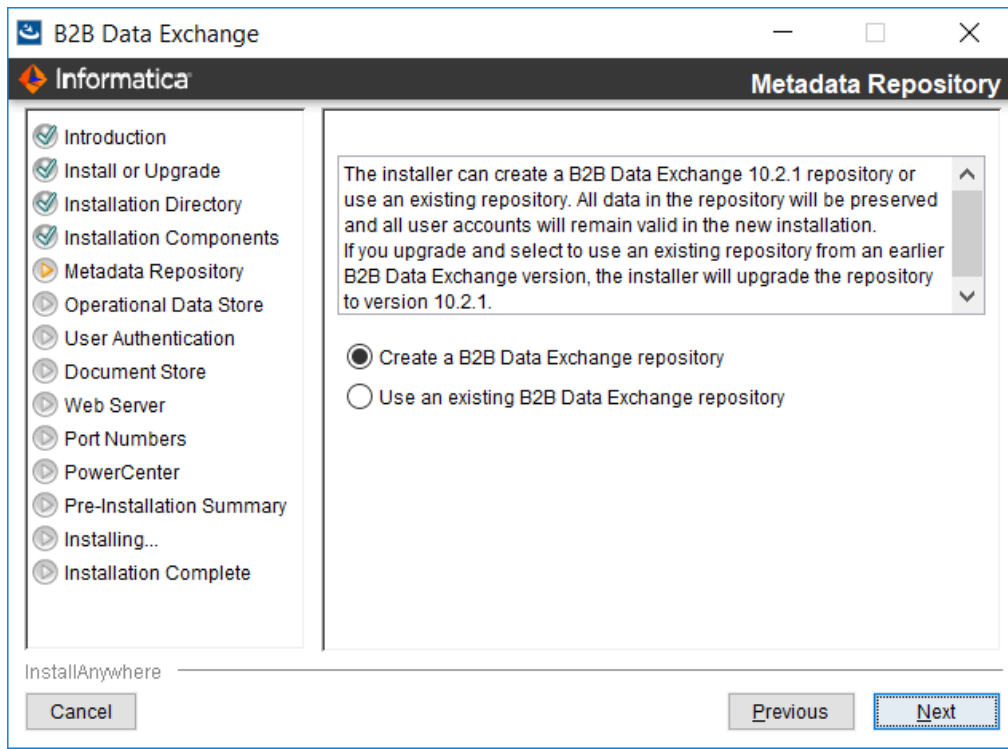 B2B Data Exchange
Informatica
Metadata Repository
Introduction
Install or Upgrade
Installation Directory
Installation Components
Metadata Repository
Operational Data Store
User Authentication
Document Store
Web Server
Port Numbers
PowerCenter
Pre-Installation Summary
Installing...
Installation Complete
The installer can create a B2B Data Exchange 10.2.1 repository or
use an existing repository. All data in the repository will be preserved
and all user accounts will remain valid in the new installation.
If you upgrade and select to use an existing repository from an earlier
B2B Data Exchange version, the installer will upgrade the repository
to version 10.2.1.
Create a B2B Data Exchange repository
Use an existing B2B Data Exchange repository
InstallAnywhere
Cancel
Previous
Next